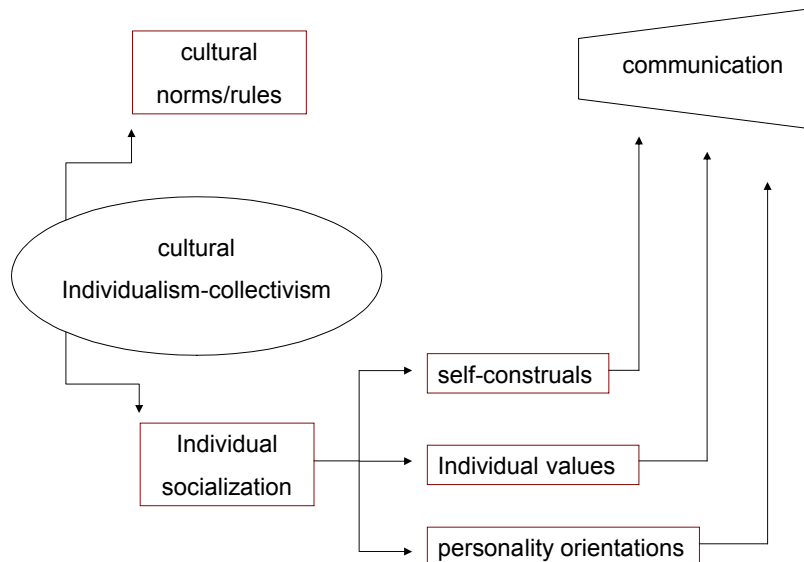 cultural
norms/rules
communication
cultural
Individualism-collectivism
self-construals
Individual
socialization
Individual values
personality orientations